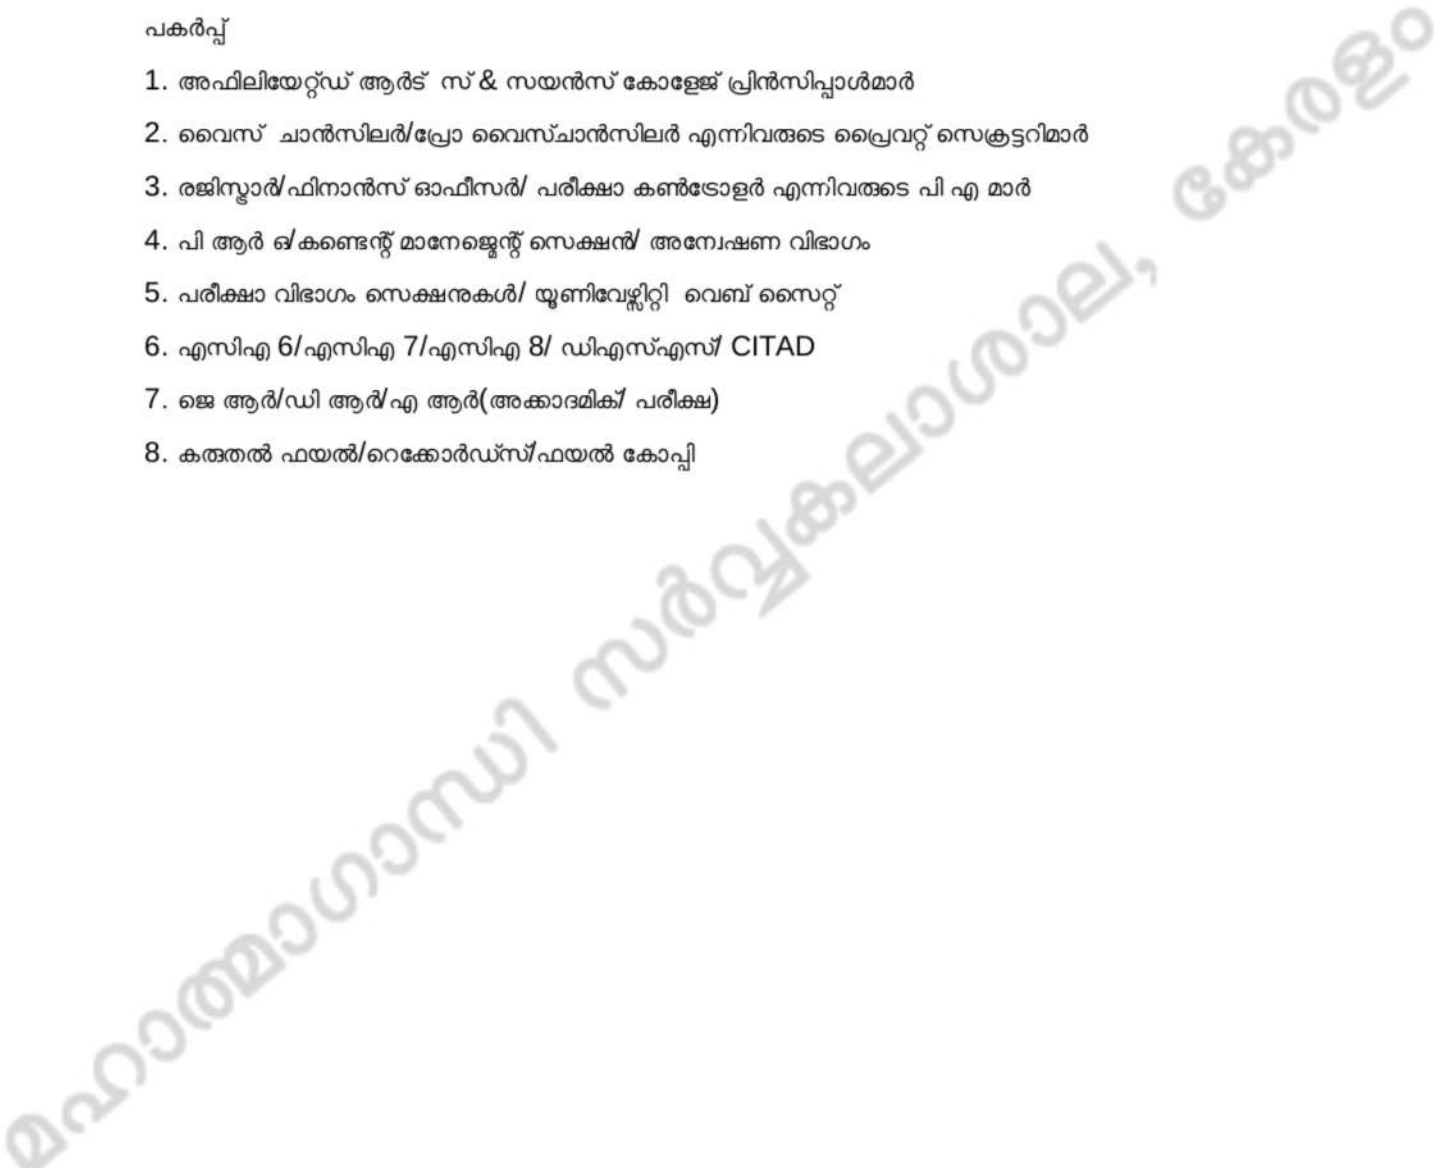 പകർപ്പ്
1. അഫിലിയേറ്റ്ഡ് ആർട്  സ് & സയൻസ് കോളേജ് പ്രിൻസിപ്പാൾമാർ
2. വൈസ്  ചാൻസിലർ/പ്രോ വൈസ്ചാൻസിലർ എന്നിവരുടെ പ്രൈവറ്റ് സെക്രട്ടറിമാർ
3. രജിസ്ട്രാർ/ഫിനാൻസ് ഓഫീസർ/ പരീക്ഷാ കൺട്രോളർ എന്നിവരുടെ പി എ മാർ
4. പി ആർ ഒ/കണ്ടെന്റ് മാനേജ്മെന്റ് സെക്ഷൻ/ അന്വേഷണ വിഭാഗം
5. പരീക്ഷാ വിഭാഗം സെക്ഷനുകൾ/ യൂണിവേഴ്സിറ്റി  വെബ് സൈറ്റ്
6. എസിഎ 6/എസിഎ 7/എസിഎ 8/ ഡിഎസ്എസ്/ CITAD
7. ജെ ആർ/ഡി ആർ/എ ആർ(അക്കാദമിക്/ പരീക്ഷ)
8. കരുതൽ ഫയൽ/റെക്കോർഡ്സ്/ഫയൽ കോപ്പി
മഹാത്മാഗാന്ധി സർവ്വകലാശാല, കേരളം